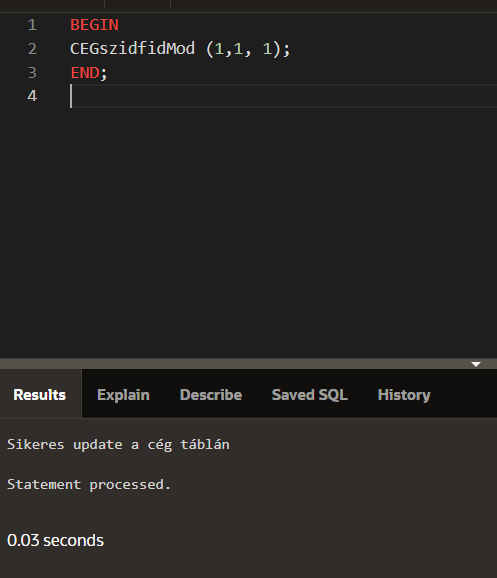 1 BEGIN
2 CEGszidfidMod (1,1, 1);
3 END;
4
Results Explain Describe Saved SQL History
Sikeres update a cég táblán
Statement processed.
0.03 seconds